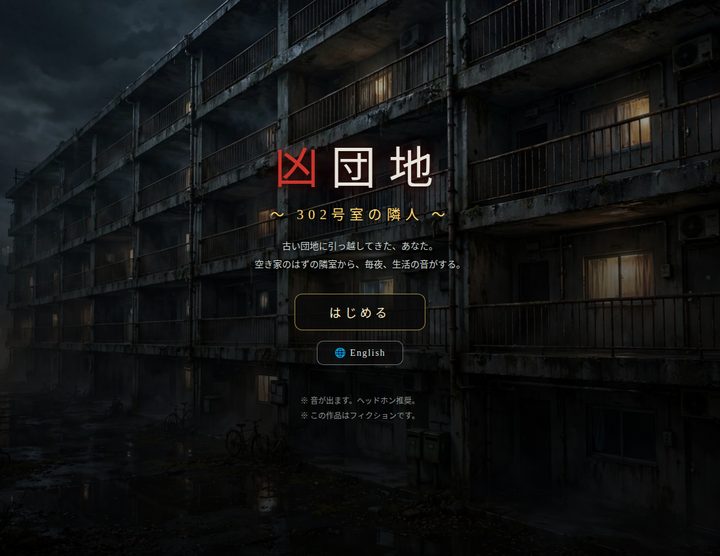 凶団地
〜 302号室の隣人 〜
古い団地に引っ越してきた、あなた。
空き家のはずの隣室から、毎夜、生活の音がする。
はじめる
🌐 English
※ 音が出ます。ヘッドホン推奨。
※ この作品はフィクションです。